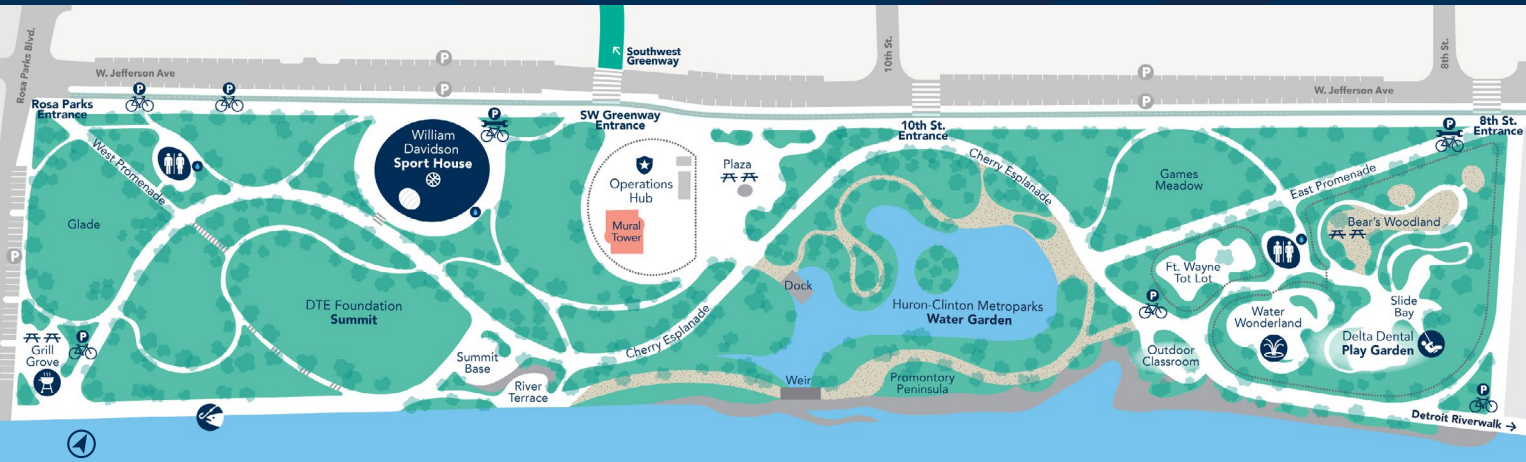 Rosa Parks Blvd.
W. Jefferson Ave
P
P
Southwest
Greenway
10th St.
P
P
W. Jefferson Ave
8th St.
Rosa Parks
Entrance
P
P
P
SW Greenway
Entrance
10th St.
Entrance
P
8th St.
Entrance
West Promenade
William
Davidson
Sport House
Operations
Hub
Mural
Tower
Plaza
Cherry Esplanade
Games
Meadow
East Promenade
Bear's Woodland
Glade
P
Ft. Wayne
Tot Lot
DTE Foundation
Summit
Dock
Huron-Clinton Metroparks
Water Garden
P
Slide
Bay
Water
Wonderland
Delta Dental
Play Garden
Grill
Grove
P
Summit
Base
River
Terrace
Cherry Esplanade
Weir
Promontory
Peninsula
Outdoor
Classroom
P
Detroit Riverwalk →